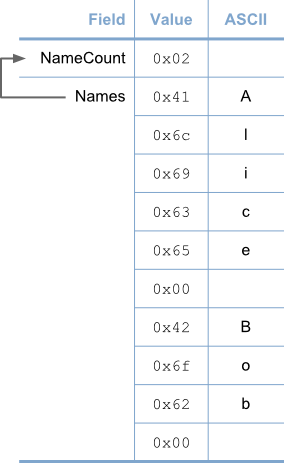 Field Value ASCII
NameCount 0x02
Names 0x41 A
0x6c l
0x69 i
0x63 c
0x65 e
0x00
0x42 B
0x6f o
0x62 b
0x00